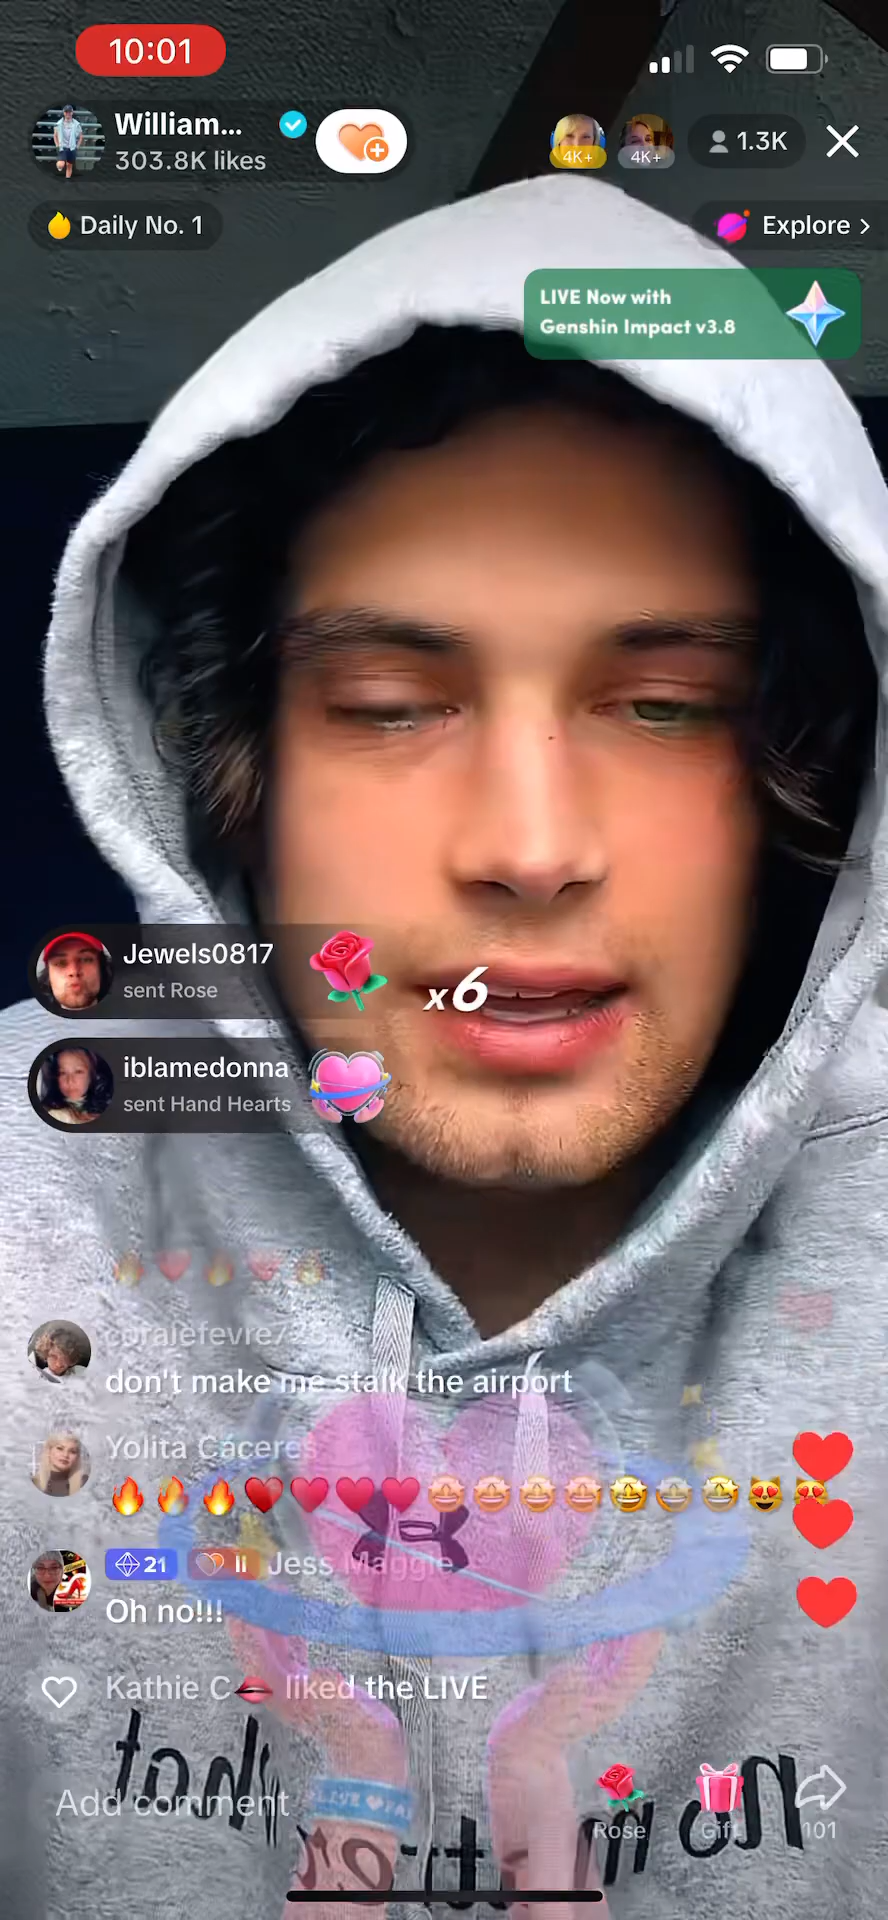 10:01
William...
303.8K likes
4K+
4K+
1.3K
Daily No. 1
Explore >
LIVE Now with
Genshin Impact v3.8
Jewels0817
sent Rose
x6
iblamedonna
sent Hand Hearts
don't make me stalk the airport
Yolita Caceres
21 II Jess Maggie
Oh no!!!
Kathie C liked the LIVE
Add comment
Rose
Gift
101